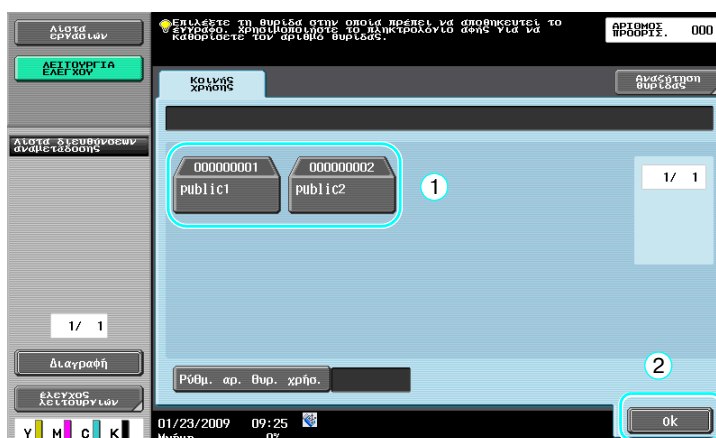 Λίστα
εργασιών
ΛΕΙΤΟΥΡΓΙΑ
ΕΛΕΓΧΟΥ
Λίστα διευθύνσεων
αναμετάδοσης
1/ 1
Διαγραφή
έλεγχος
λειτουργιών
Y M C K
Επιλέξτε τη θυρίδα στην οποία πρέπει να αποθηκευτεί το
έγγραφο. Χρησιμοποιήστε το πληκτρολόγιο αφής για να
καθορίσετε τον αριθμό θυρίδας.
ΑΡΙΘΜΟΣ
ΠΡΟΟΡΙΣ.
000
Κοινής
χρήσης
Αναζήτηση
θυρίδας
000000001
public1
000000002
public2
1
1/ 1
2
Ρύθμ. αρ. θυρ. χρήσ.
01/23/2009 09:25
Μνήμη 0%
ok